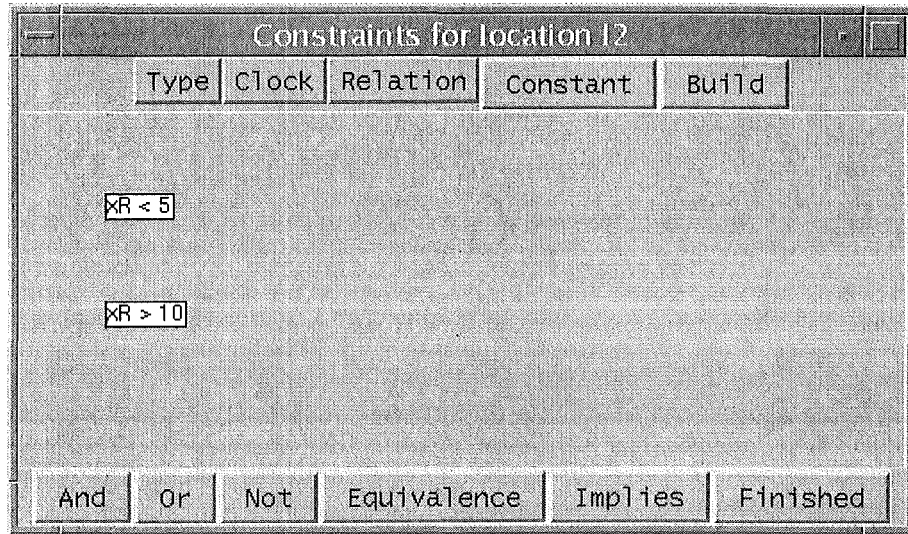 Constraints for location l2
Type Clock Relation Constant Build
xR < 5
xR > 10
And Or Not Equivalence Implies Finished